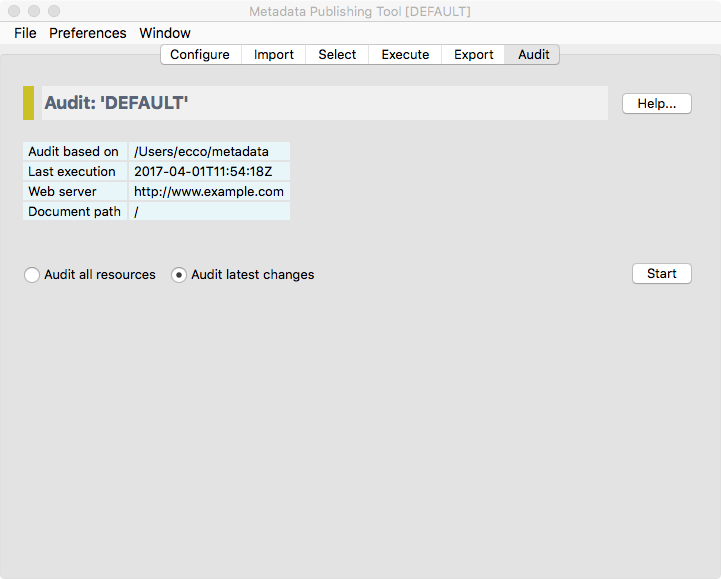 Metadata Publishing Tool [DEFAULT]
File Preferences Window
Configure Import Select Execute Export Audit
Audit: 'DEFAULT' Help...
Audit based on /Users/ecco/metadata
Last execution 2017-04-01T11:54:18Z
Web server http://www.example.com
Document path /
Audit all resources Audit latest changes Start